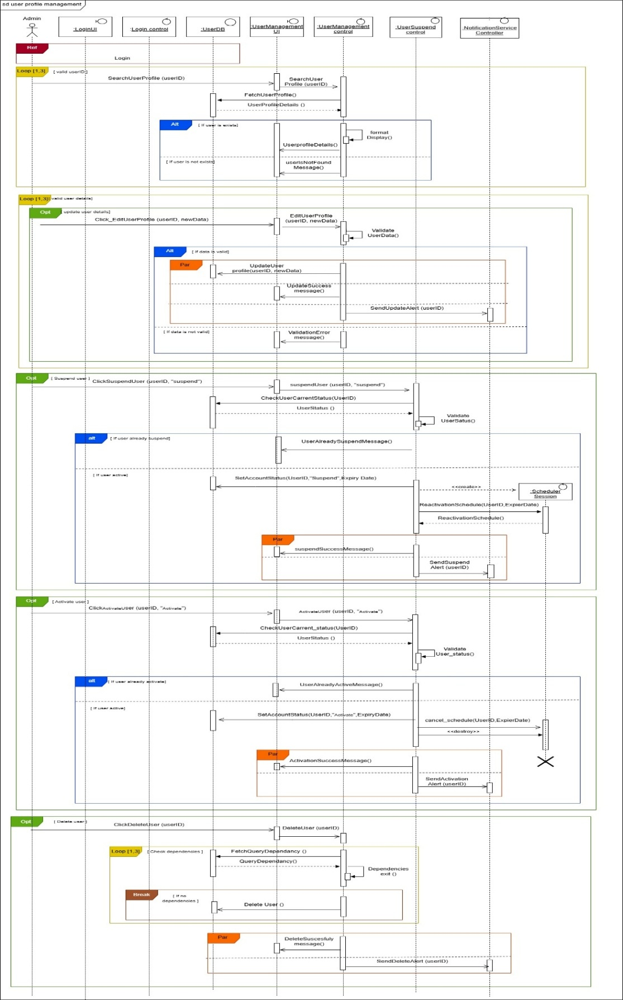 sd user profile management
Admin
:LoginUI
:Login control
:UserDB
:UserManagement
UI
:UserManagement
control
:UserSuspend
control
:NotificationService
Controller
Ref
Login
Loop [1,3]
[ valid userID ]
SearchUserProfile (userID)
SearchUser
Profile (userID)
FetchUserProfile()
UserProfileDetails ()
Alt
[ If user is exists]
format
Display()
UserprofileDetails()
[ If user is not exists]
userIsNotFound
Message()
Loop [1,3]
[valid user details]
Opt
[ update user details]
Click_EditUserProfile (userID, newData)
EditUserProfile
(userID, newData)
Validate
UserData()
Alt
[ If data is valid]
Par
UpdateUser
profile(userID, newData)
UpdateSuccess
message()
SendUpdateAlert (userID)
[ If data is not valid]
ValidationError
message()
Opt
[ Suspend user ]
ClickSuspendUser (userID, "suspend")
suspendUser (userID, "suspend")
CheckUserCarrentStatus(UserID)
UserStatus ()
Validate
UserSatus()
alt
[ If user already suspend]
UserAlreadySuspendMessage()
[ If user active]
SetAccountStatus(UserID,"Suspend",Expiry Date)
<<create>>
:Scheduler
Session
ReactivationSchedule(UserID,ExpierDate)
ReactivationSchedule()
Par
suspendSuccessMessage()
SendSuspend
Alert (userID)
Opt
[ Activate user ]
ClickActivateUser (userID, "Activate")
ActivateUser (userID, "Activate")
CheckUserCarrent_status(UserID)
UserStatus ()
Validate
User_status()
alt
[ If user already activate]
UserAlreadyActiveMessage()
[ If user active]
SetAccountStatus(UserID,"Activate",ExpiryDate)
cancel_schedule(UserID,ExpierDate)
<<destroy>>
Par
ActivationSuccessMessage()
SendActivation
Alert (userID)
Opt
[ Delete user ]
ClickDeleteUser (userID)
DeleteUser (userID)
Loop [1,3]
[Check dependencies ]
FetchQueryDependancy ()
QueryDependancy()
Dependencies
exit ()
Break
[ If no
dependencies ]
Delete User ()
Par
DeleteSuscesfuly
message()
SendDeleteAlert (userID)